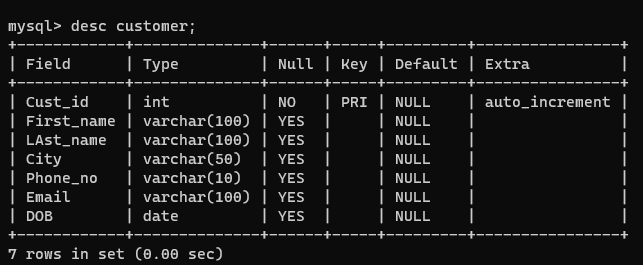 mysql> desc customer;
+------------+--------------+------+-----+---------+----------------+
| Field      | Type         | Null | Key | Default | Extra          |
+------------+--------------+------+-----+---------+----------------+
| Cust_id    | int          | NO   | PRI | NULL    | auto_increment |
| First_name | varchar(100) | YES  |     | NULL    |                |
| LAst_name  | varchar(100) | YES  |     | NULL    |                |
| City       | varchar(50)  | YES  |     | NULL    |                |
| Phone_no   | varchar(10)  | YES  |     | NULL    |                |
| Email      | varchar(100) | YES  |     | NULL    |                |
| DOB        | date         | YES  |     | NULL    |                |
+------------+--------------+------+-----+---------+----------------+
7 rows in set (0.00 sec)